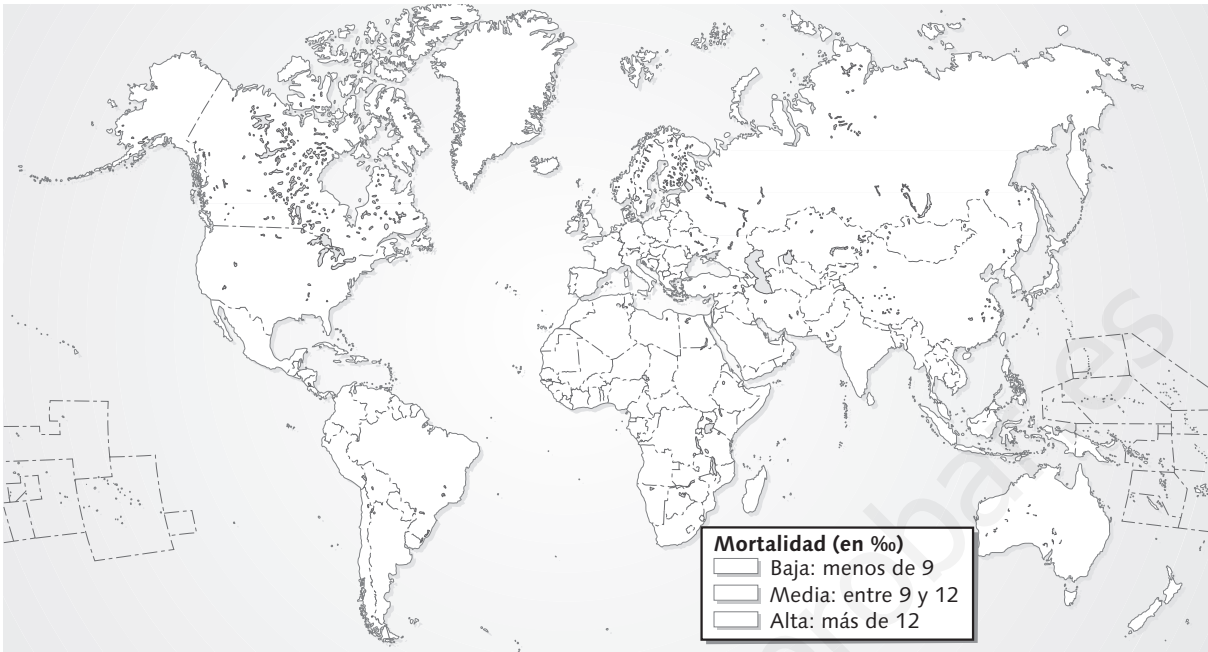 Mortalidad (en ‰)
Baja: menos de 9
Media: entre 9 y 12
Alta: más de 12